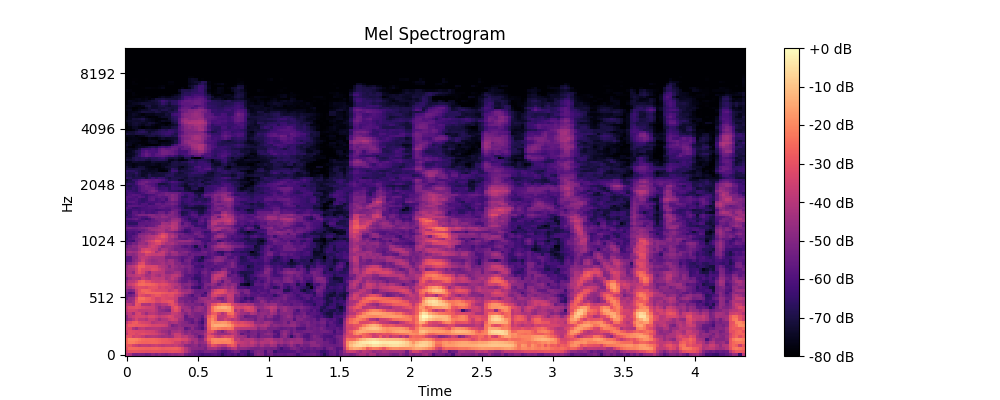 Mel Spectrogram
Hz
8192
4096
2048
1024
512
0
0 0.5 1 1.5 2 2.5 3 3.5 4
Time
+0 dB
-10 dB
-20 dB
-30 dB
-40 dB
-50 dB
-60 dB
-70 dB
-80 dB